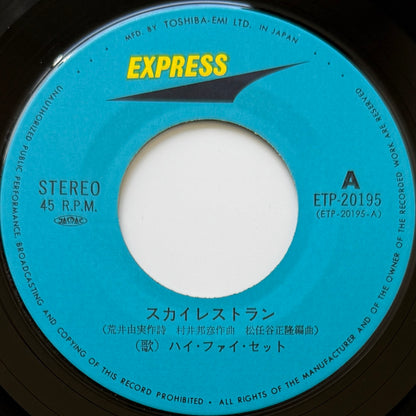 MFD. BY TOSHIBA-EMI LTD. IN JAPAN
EXPRESS
STEREO
45 R.P.M.
A
ETP-20195
(ETP-20195-A)
スカイレストラン
(荒井由実作詩 村井邦彦作曲 松任谷正隆編曲)
(歌) ハイ・ファイ・セット
UNAUTHORIZED PUBLIC PERFORMANCE, BROADCASTING AND COPYING OF THIS RECORD PROHIBITED • ALL RIGHTS OF THE MANUFACTURER AND OF THE OWNER OF THE RECORDED WORK ARE RESERVED